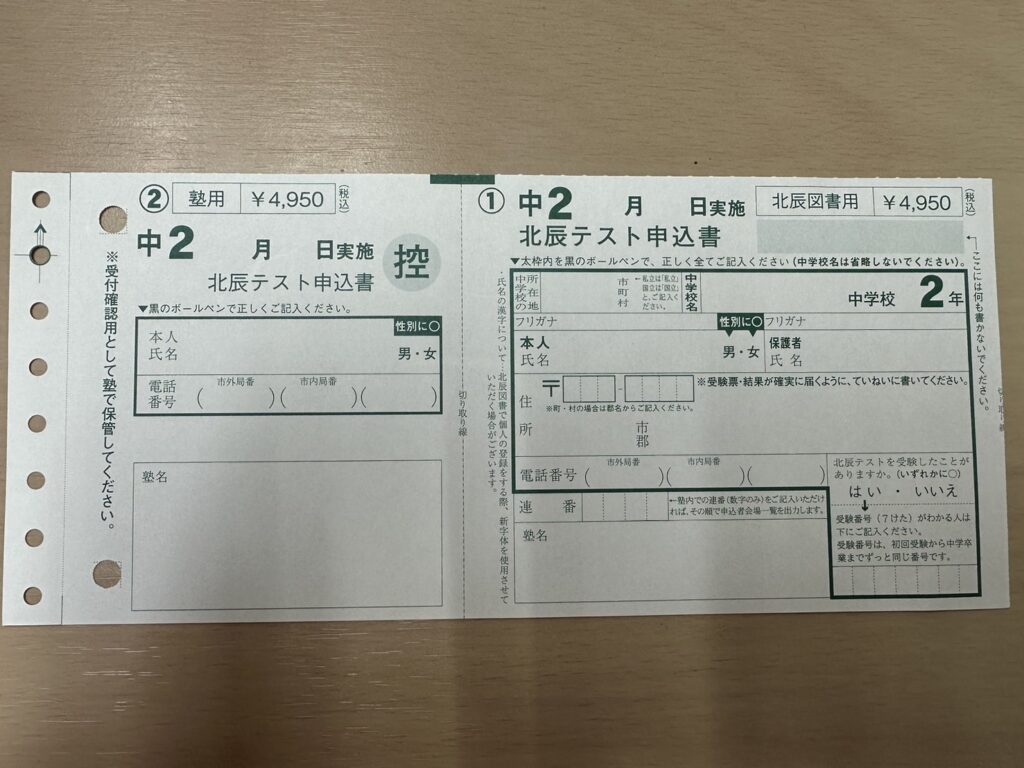 ② 塾用 ¥4,950 (税込)
中2 月 日実施
北辰テスト申込書 控
▼黒のボールペンで正しくご記入ください。
性別に○
本人
氏名 男・女
電話番号 市外局番 ( ) 市内局番 ( )( )
塾名
※受付確認用として塾で保管してください。
切り取り線
・氏名の漢字について…北辰図書で個人の登録をする際、新字体を使用させて
いただく場合がございます。
① 中2 月 日実施 北辰図書用 ¥4,950 (税込)
北辰テスト申込書
▼太枠内を黒のボールペンで、正しく全てご記入ください(中学校名は省略しないでください)。
←ここには何も書かないでください。
中学校の所在地 市町村
←私立は「私立」
国立は「国立」
と、ご記入く
ださい。
中学校名 中学校 2年
フリガナ 性別に○ フリガナ
本人 保護者
氏名 男・女 氏名
〒 - ※受験票・結果が確実に届くように、ていねいに書いてください。
※町・村の場合は郡名からご記入ください。
住所 市郡
電話番号 市外局番 ( ) 市内局番 ( )( )
北辰テストを受験したことが
ありますか。(いずれかに○)
はい ・ いいえ
受験番号(7けた)がわかる人は
下にご記入ください。
受験番号は、初回受験から中学卒
業までずっと同じ番号です。
連番 ←塾内での連番(数字のみ)をご記入いただけ
れば、その順で申込者会場一覧を出力します。
塾名
切り取り線